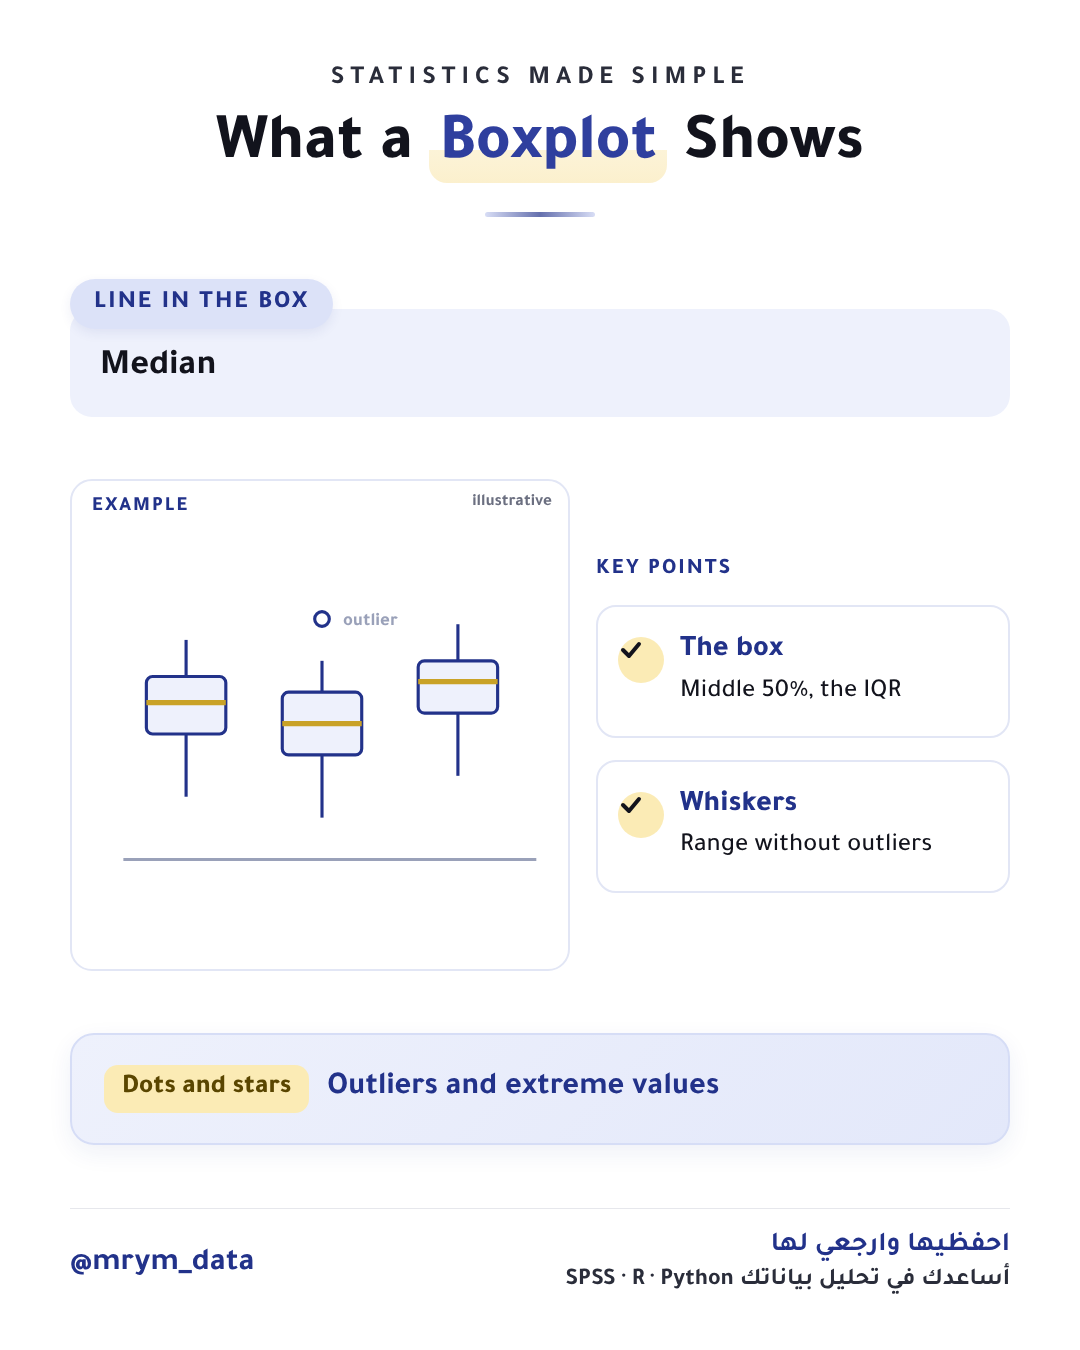 STATISTICS MADE SIMPLE
What a Boxplot Shows
LINE IN THE BOX
Median
EXAMPLE
illustrative
outlier
KEY POINTS
The box
Middle 50%, the IQR
Whiskers
Range without outliers
Dots and stars
Outliers and extreme values
@mrym_data
احفظيها وارجعي لها
أساعدك في تحليل بياناتك SPSS · R · Python